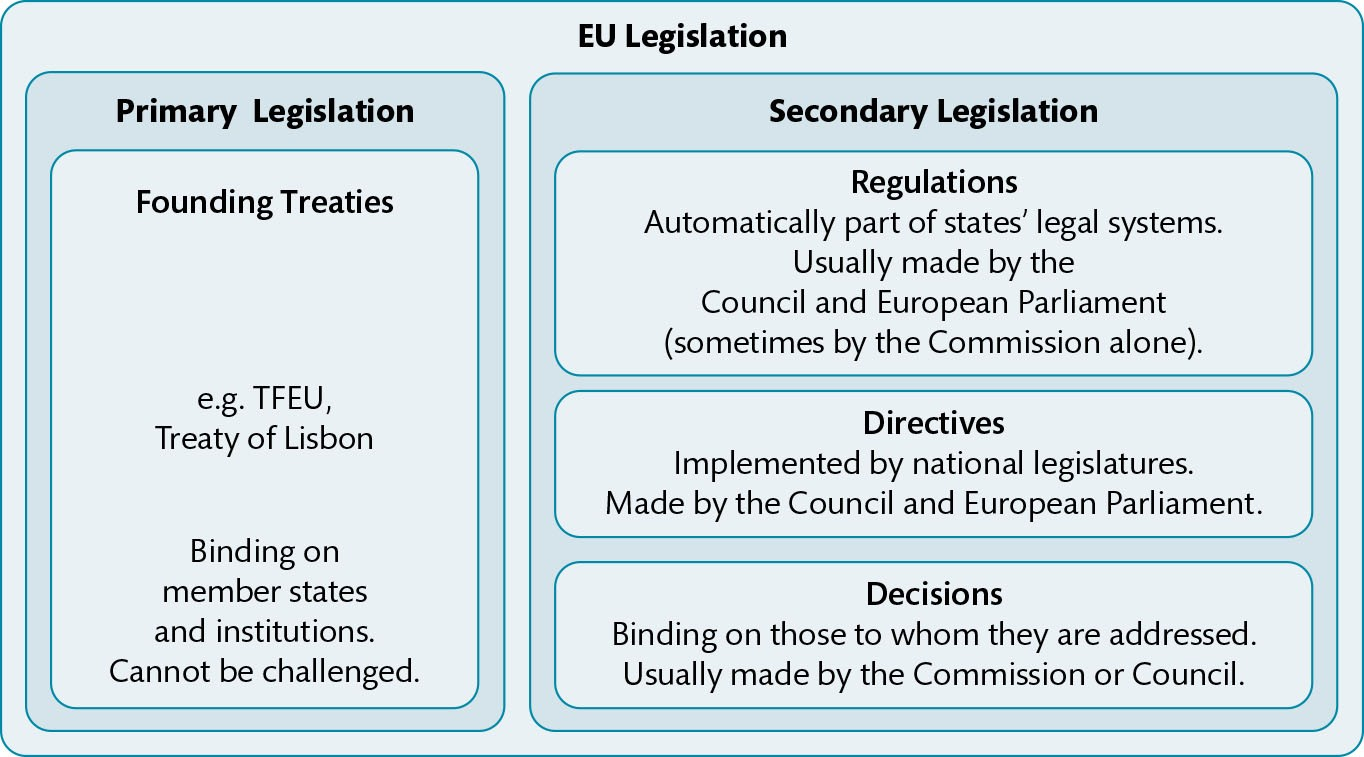 EU Legislation
Primary Legislation
Founding Treaties
e.g. TFEU,
Treaty of Lisbon
Binding on
member states
and institutions.
Cannot be challenged.
Secondary Legislation
Regulations
Automatically part of states’ legal systems.
Usually made by the
Council and European Parliament
(sometimes by the Commission alone).
Directives
Implemented by national legislatures.
Made by the Council and European Parliament.
Decisions
Binding on those to whom they are addressed.
Usually made by the Commission or Council.